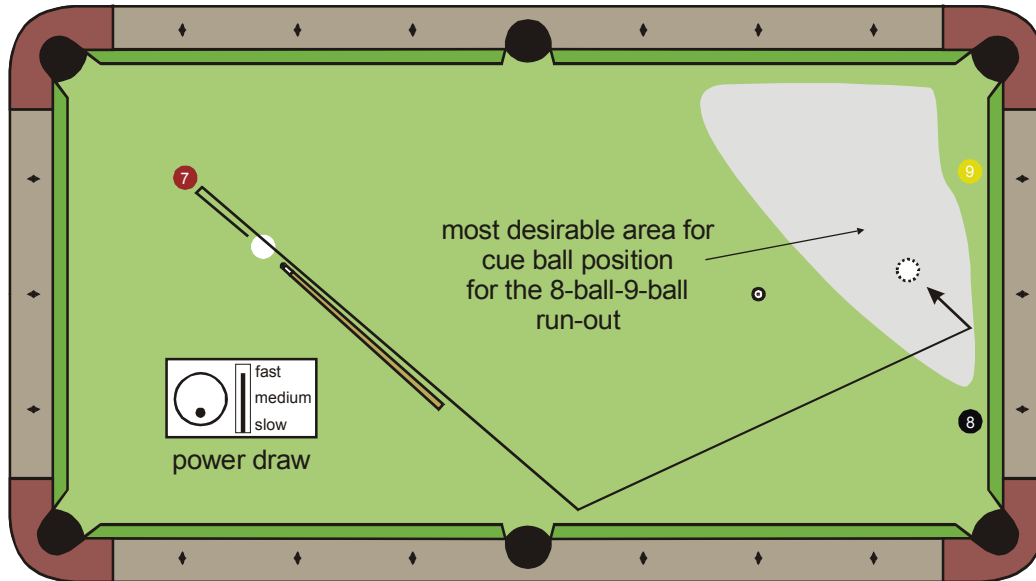 7
9
most desirable area for
cue ball position
for the 8-ball-9-ball
run-out
fast
medium
slow
8
power draw